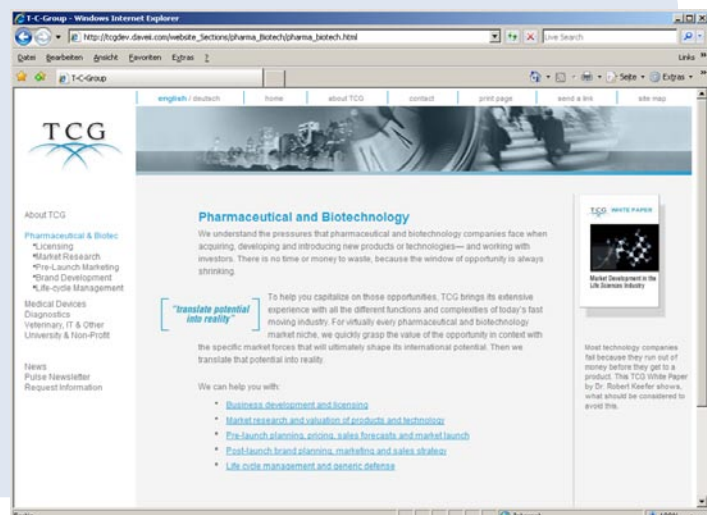 T-C-Group - Windows Internet Explorer
http://tcgdev.daveii.com/website_Sections/pharma_Biotech/pharma_biotech.html
Live Search
Datei Bearbeiten Ansicht Favoriten Extras ?
Links
T-C-Group
Seite Extras
english / deutsch home about TCG contact print page send a link site map
TCG
About TCG
Pharmaceutical & Biotec
Licensing
Market Research
Pre-Launch Marketing
Brand Development
Life-cycle Management
Medical Devices
Diagnostics
Veterinary, IT & Other
University & Non-Profit
News
Pulse Newsletter
Request Information
Pharmaceutical and Biotechnology
We understand the pressures that pharmaceutical and biotechnology companies face when
acquiring, developing and introducing new products or technologies— and working with
investors. There is no time or money to waste, because the window of opportunity is always
shrinking.
"translate potential
into reality"
To help you capitalize on those opportunities, TCG brings its extensive
experience with all the different functions and complexities of today's fast
moving industry. For virtually every pharmaceutical and biotechnology
market niche, we quickly grasp the value of the opportunity in context with
the specific market forces that will ultimately shape its international potential. Then we
translate that potential into reality.
We can help you with:
Business development and licensing
Market research and valuation of products and technology
Pre-launch planning, pricing, sales forecasts and market launch
Post-launch brand planning, marketing and sales strategy
Life cycle management and generic defense
TCG WHITE PAPER
Market Development in the
Life Sciences Industry
Most technology companies
fail because they run out of
money before they get to a
product. This TCG White Paper
by Dr. Robert Keefer shows,
what should be considered to
avoid this.